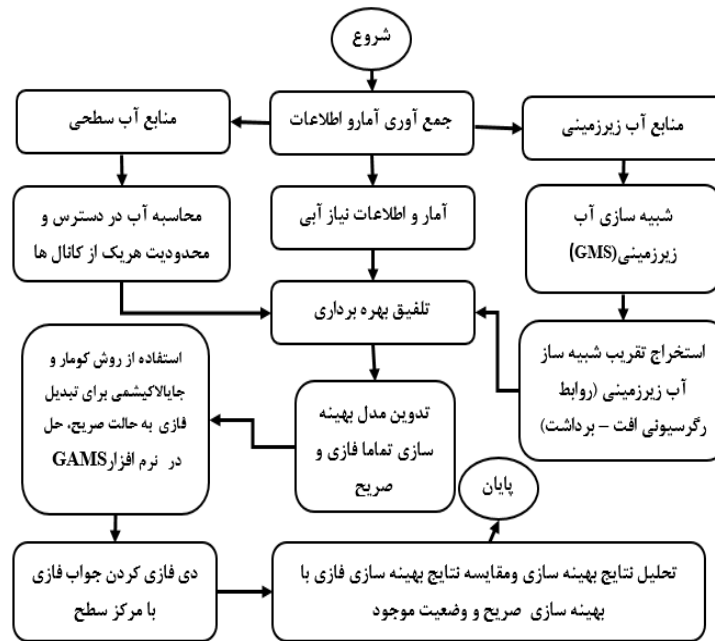 شروع
جمع آوری آمارو اطلاعات
منابع آب سطحی
منابع آب زیرزمینی
محاسبه آب در دسترس و
محدودیت هریک از کانال ها
آمار و اطلاعات نیاز آبی
شبیه سازی آب
زیرزمینی(GMS)
تلفیق بهره برداری
استخراج تقریب شبیه ساز
آب زیرزمینی (روابط
رگرسیونی افت – برداشت)
تدوین مدل بهینه
سازی تماما فازی و
صریح
استفاده از روش کومار و
جایالاکیشمی برای تبدیل
فازی به حالت صریح، حل
در نرم افزارGAMS
دی فازی کردن جواب فازی
با مرکز سطح
تحلیل نتایج بهینه سازی ومقایسه نتایج بهینه سازی فازی با
بهینه سازی صریح و وضعیت موجود
پایان